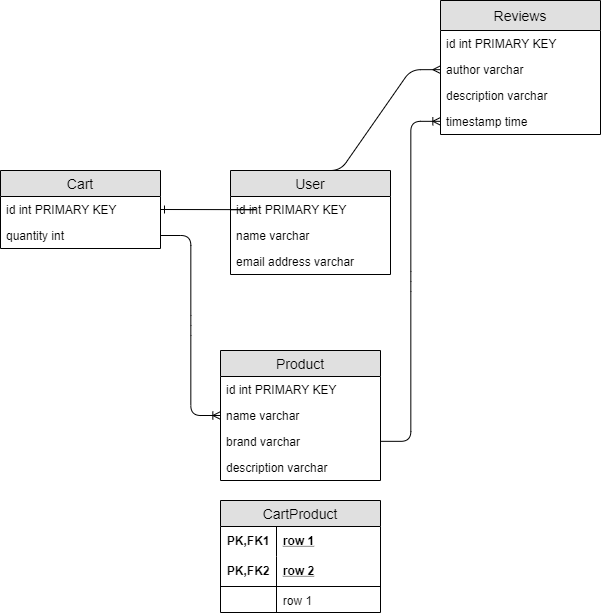 Reviews
id int PRIMARY KEY
author varchar
description varchar
timestamp time
Cart
id int PRIMARY KEY
quantity int
User
id int PRIMARY KEY
name varchar
email address varchar
Product
id int PRIMARY KEY
name varchar
brand varchar
description varchar
CartProduct
PK,FK1 row 1
PK,FK2 row 2
row 1